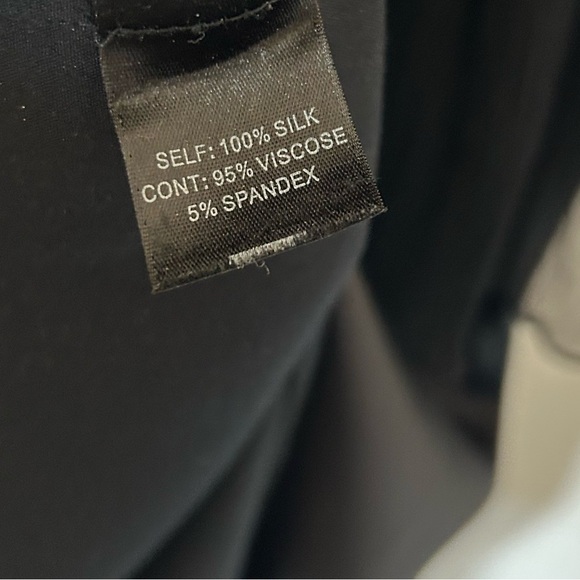 SELF: 100% SILK
CONT: 95% VISCOSE
5% SPANDEX